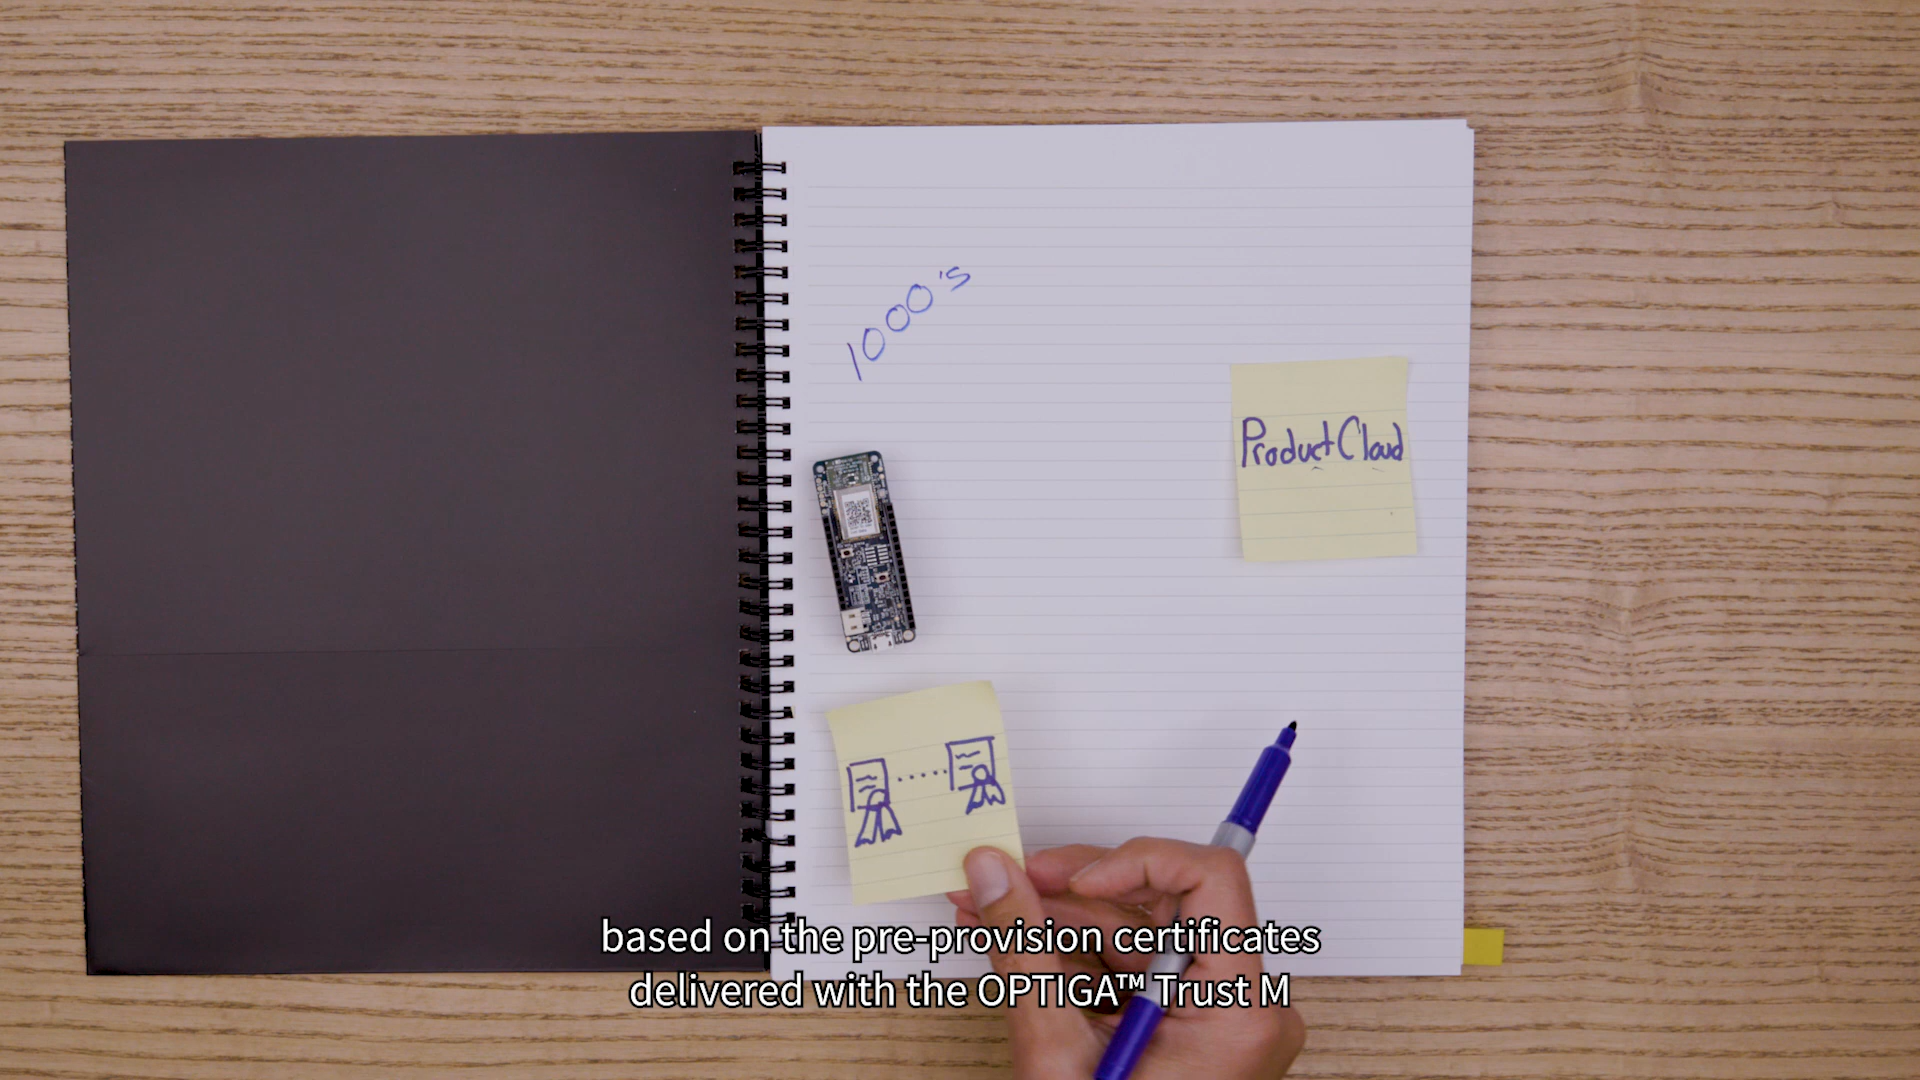 1000's
Product Cloud
based on the pre-provision certificates
delivered with the OPTIGA™ Trust M